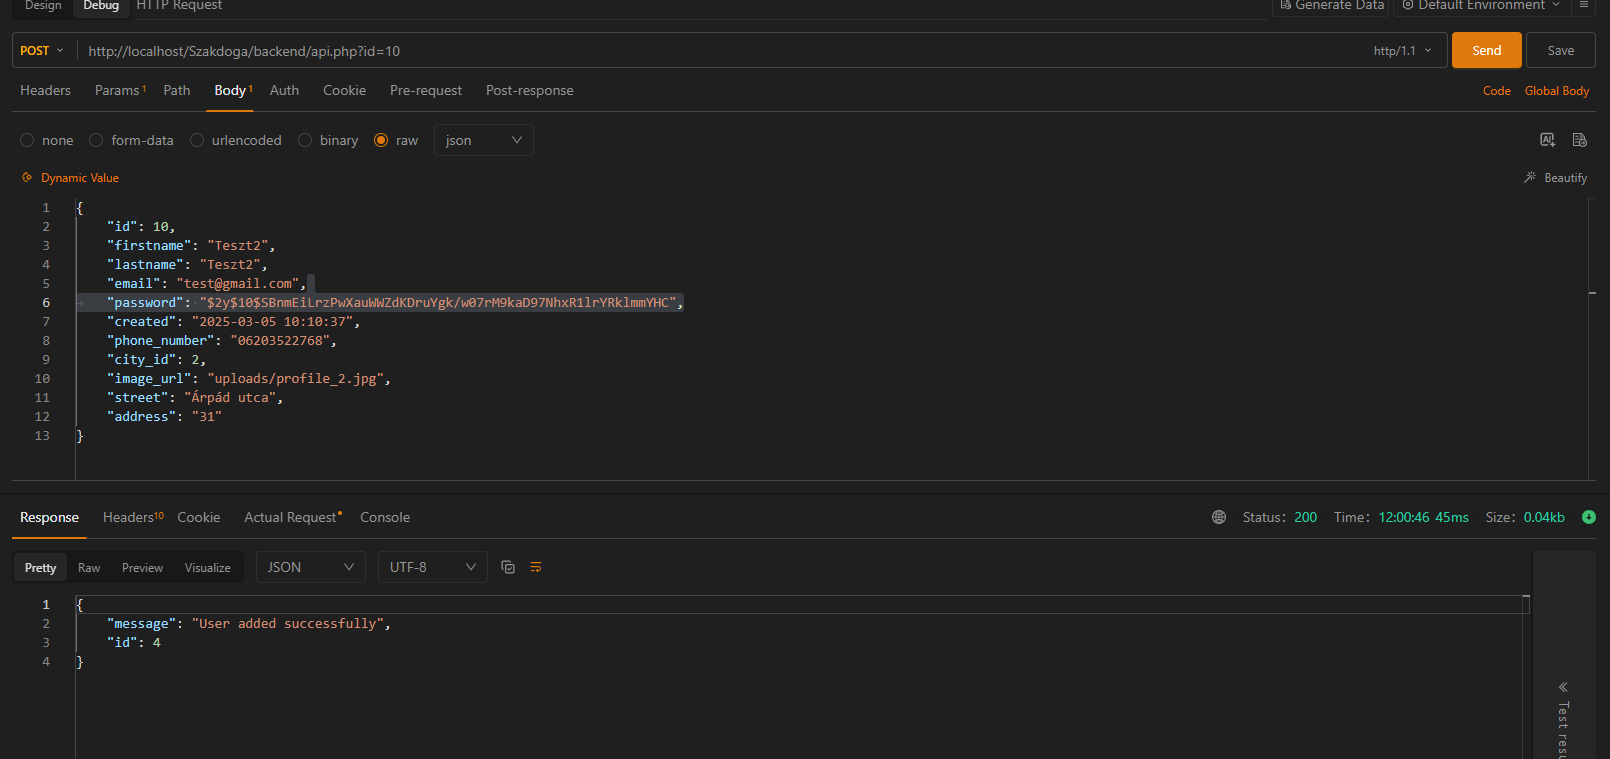 Design Debug HTTP Request Generate Data Default Environment
POST http://localhost/Szakdoga/backend/api.php?id=10 http/1.1 Send Save
Headers Params 1 Path Body 1 Auth Cookie Pre-request Post-response Code Global Body
none form-data urlencoded binary raw json
Dynamic Value Beautify
1 {
2 "id": 10,
3 "firstname": "Teszt2",
4 "lastname": "Teszt2",
5 "email": "test@gmail.com",
6 "password": "$2y$10$SBnmEiLrzPwXauWWZdKDruYgk/w07rM9kaD97NhxR1lrYRklmmYHC",
7 "created": "2025-03-05 10:10:37",
8 "phone_number": "06203522768",
9 "city_id": 2,
10 "image_url": "uploads/profile_2.jpg",
11 "street": "Árpád utca",
12 "address": "31"
13 }
Response Headers 10 Cookie Actual Request Console Status: 200 Time: 12:00:46 45ms Size: 0.04kb
Pretty Raw Preview Visualize JSON UTF-8
1 {
2 "message": "User added successfully",
3 "id": 4
4 }
Test resu